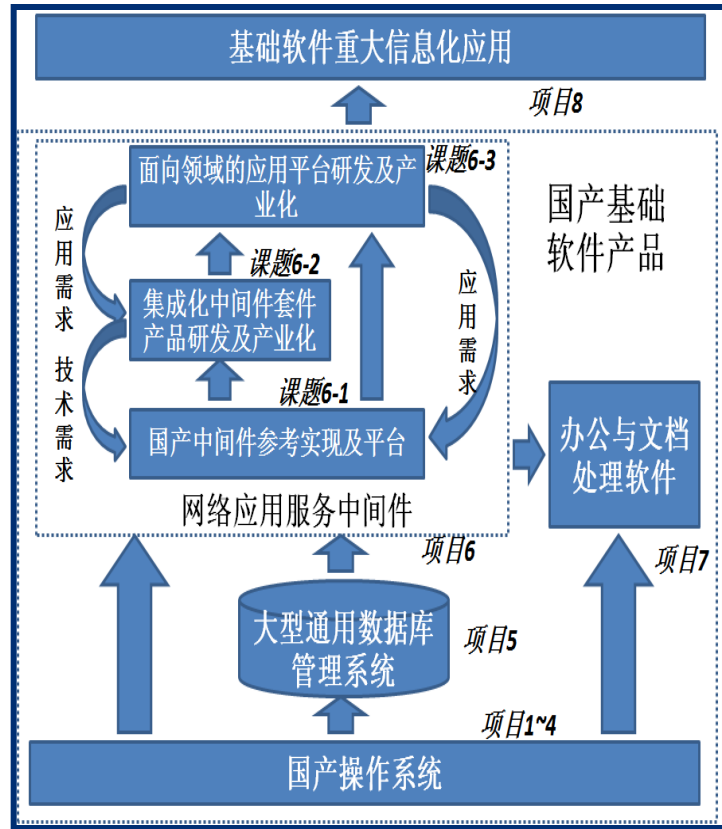 基础软件重大信息化应用
项目8
课题6-3
面向领域的应用平台研发及产
业化
国产基础
软件产品
应用需求
课题6-2
集成化中间件套件
产品研发及产业化
应用需求
技术需求
课题6-1
国产中间件参考实现及平台
办公与文档
处理软件
网络应用服务中间件
项目6
项目7
大型通用数据库
管理系统
项目5
项目1~4
国产操作系统